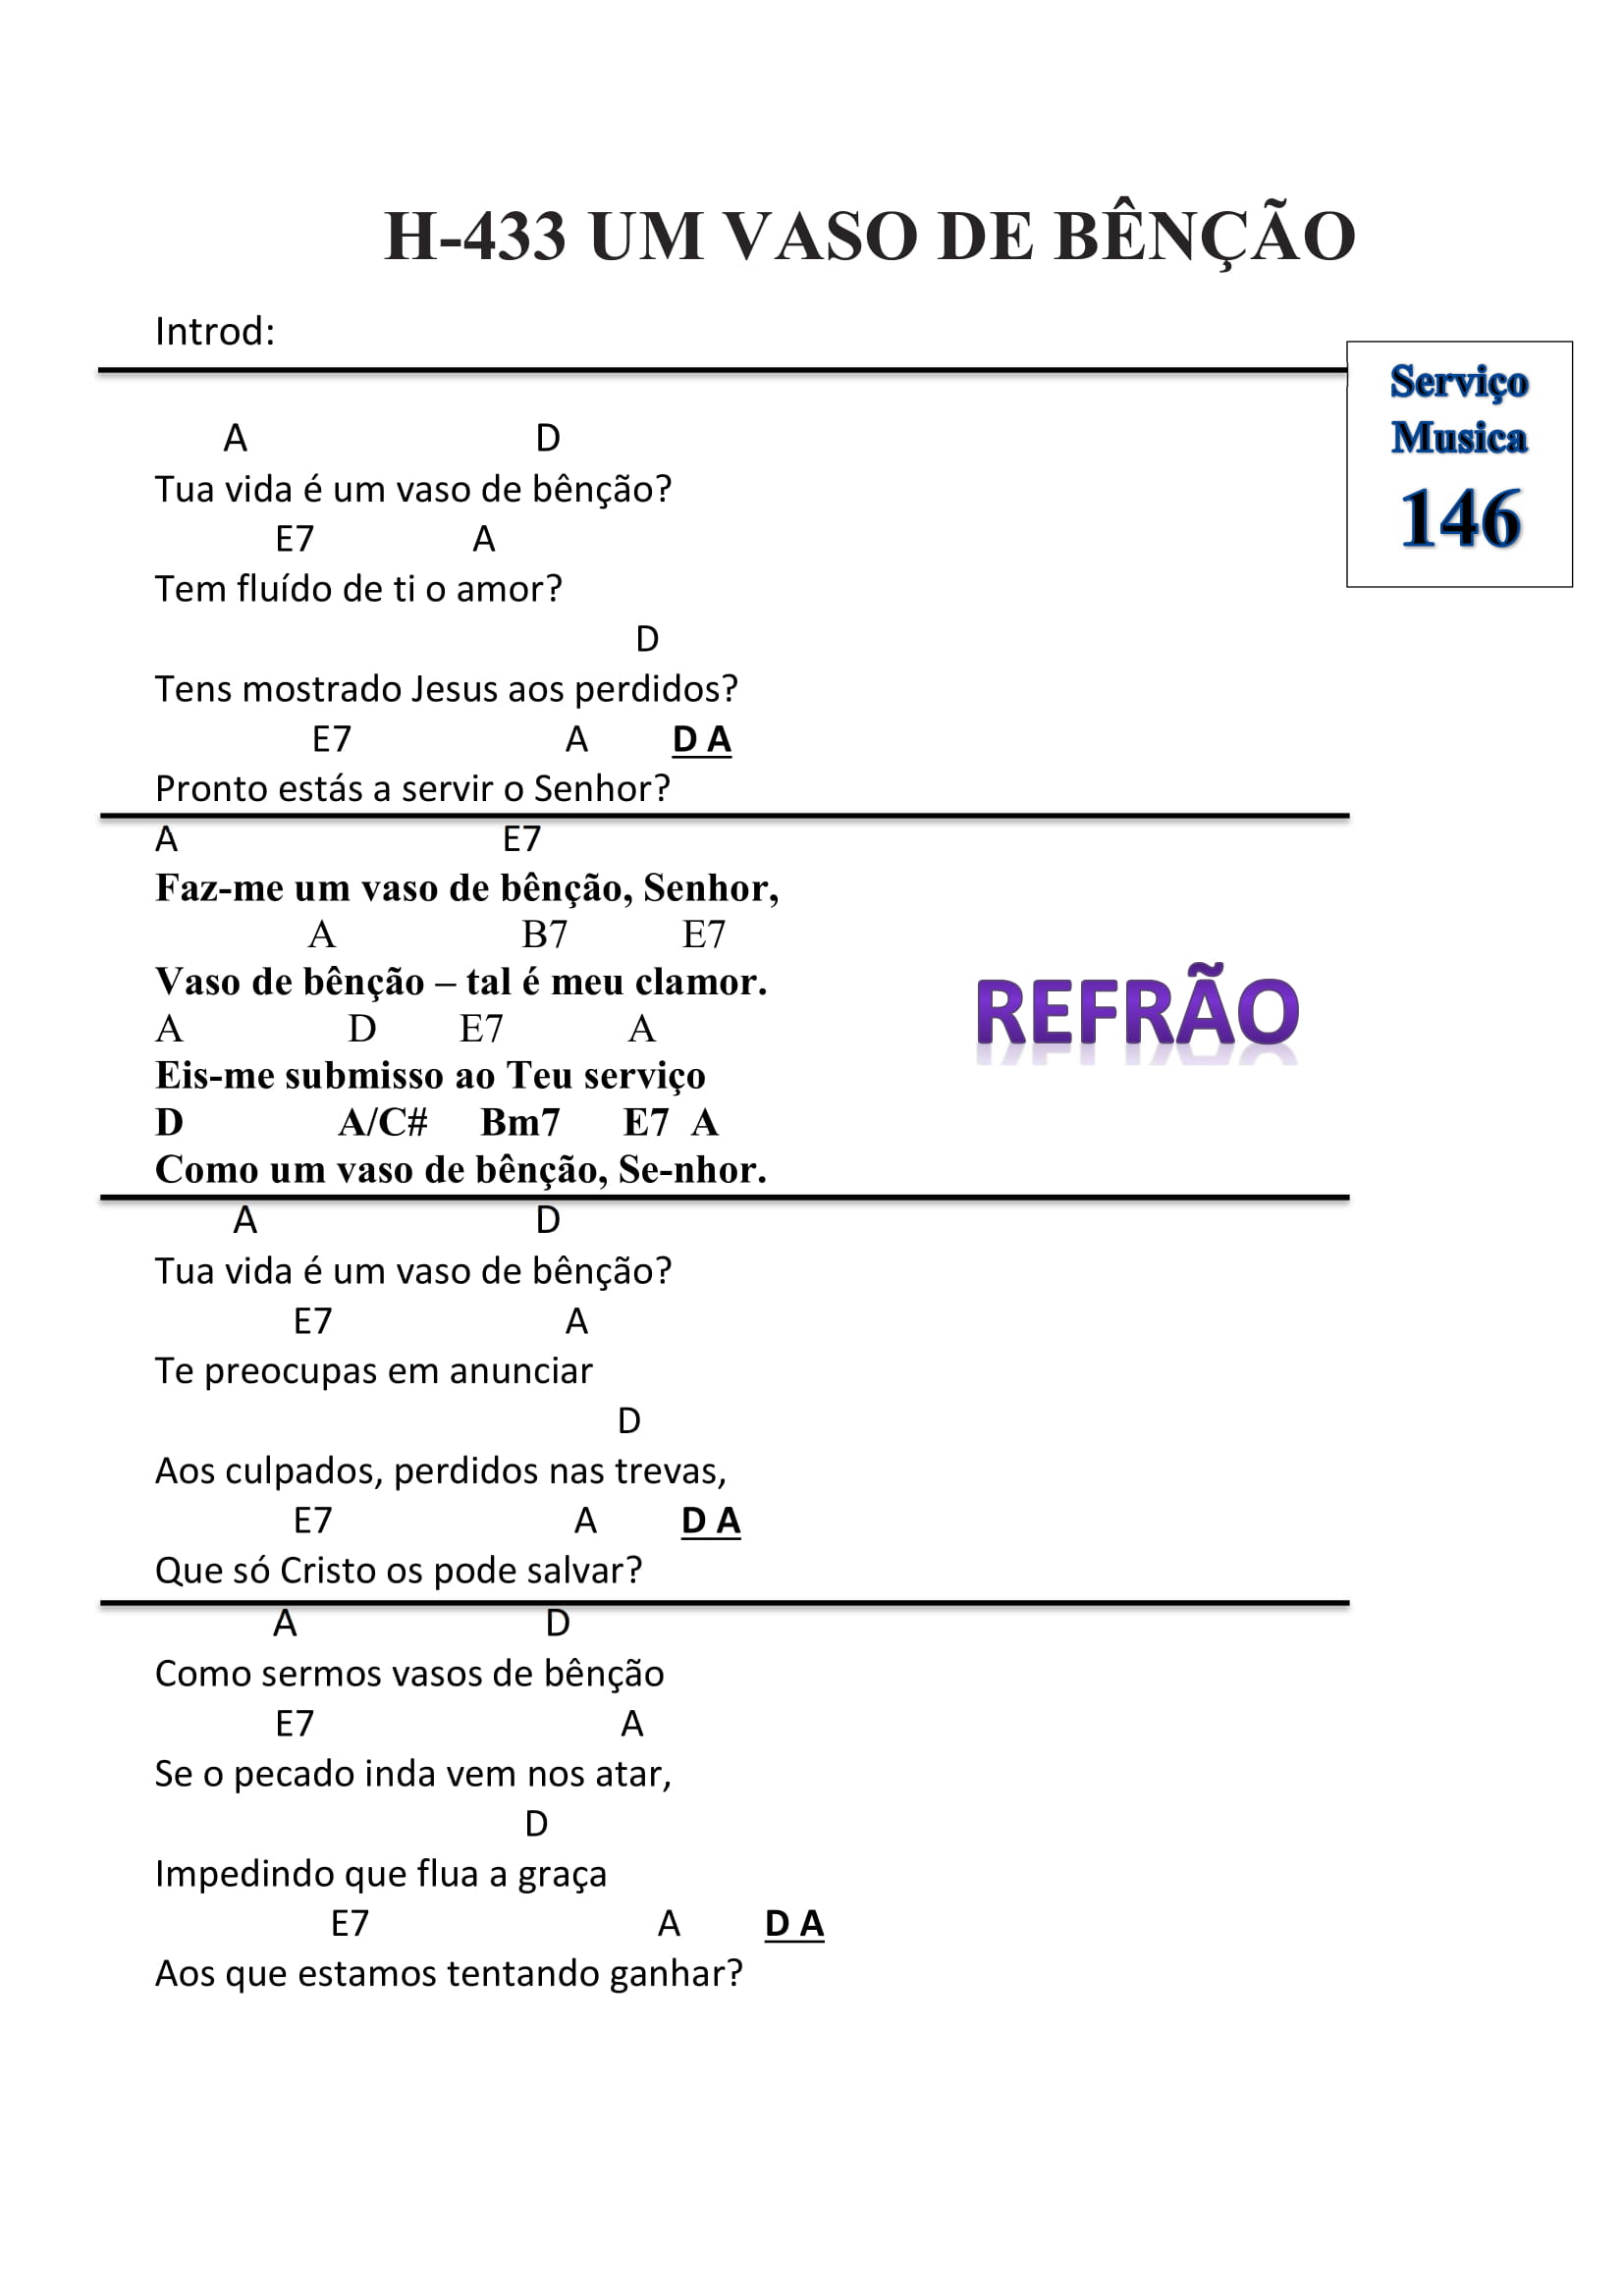 H-433 UM VASO DE BÊNÇÃO
Introd:
Serviço
Musica
146
A D
Tua vida é um vaso de bênção?
E7 A
Tem fluído de ti o amor?
D
Tens mostrado Jesus aos perdidos?
E7 A D A
Pronto estás a servir o Senhor?
A E7
Faz-me um vaso de bênção, Senhor,
A B7 E7
Vaso de bênção – tal é meu clamor.
REFRÃO
A D E7 A
Eis-me submisso ao Teu serviço
D A/C# Bm7 E7 A
Como um vaso de bênção, Se-nhor.
A D
Tua vida é um vaso de bênção?
E7 A
Te preocupas em anunciar
D
Aos culpados, perdidos nas trevas,
E7 A D A
Que só Cristo os pode salvar?
A D
Como sermos vasos de bênção
E7 A
Se o pecado inda vem nos atar,
D
Impedindo que flua a graça
E7 A D A
Aos que estamos tentando ganhar?